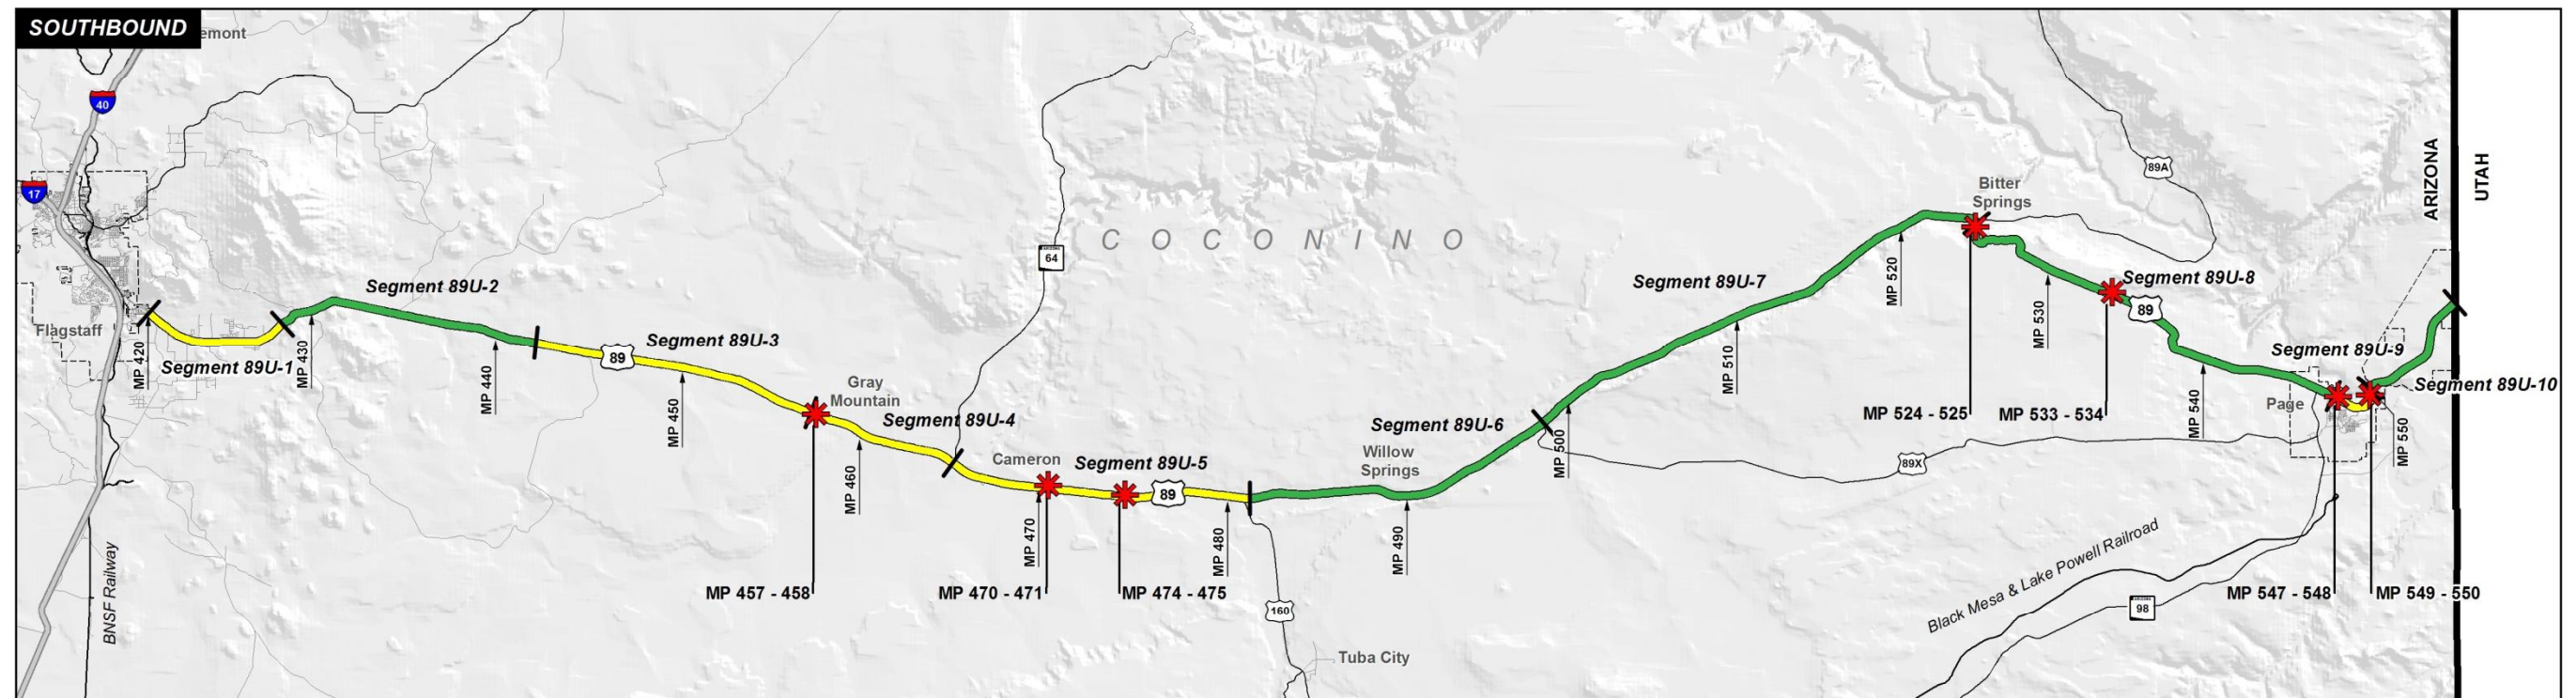 SOUTHBOUND
emont
40
17
89A
ARIZONA
UTAH
Bitter
Springs
COCONINO
ARIZONA
64
Segment 89U-7
MP 520
Segment 89U-8
Segment 89U-2
MP 530
89
Flagstaff
MP 420
Segment 89U-1
MP 430
MP 440
89
Segment 89U-3
MP 450
Gray
Mountain
Segment 89U-4
MP 510
Segment 89U-9
Segment 89U-10
Page
MP 524 - 525
MP 533 - 534
MP 540
MP 550
Segment 89U-6
Willow
Springs
MP 500
89X
MP 460
Cameron
Segment 89U-5
89
MP 470
MP 480
MP 490
BNSF Railway
MP 457 - 458
MP 470 - 471
MP 474 - 475
160
Black Mesa & Lake Powell Railroad
98
MP 547 - 548
MP 549 - 550
Tuba City